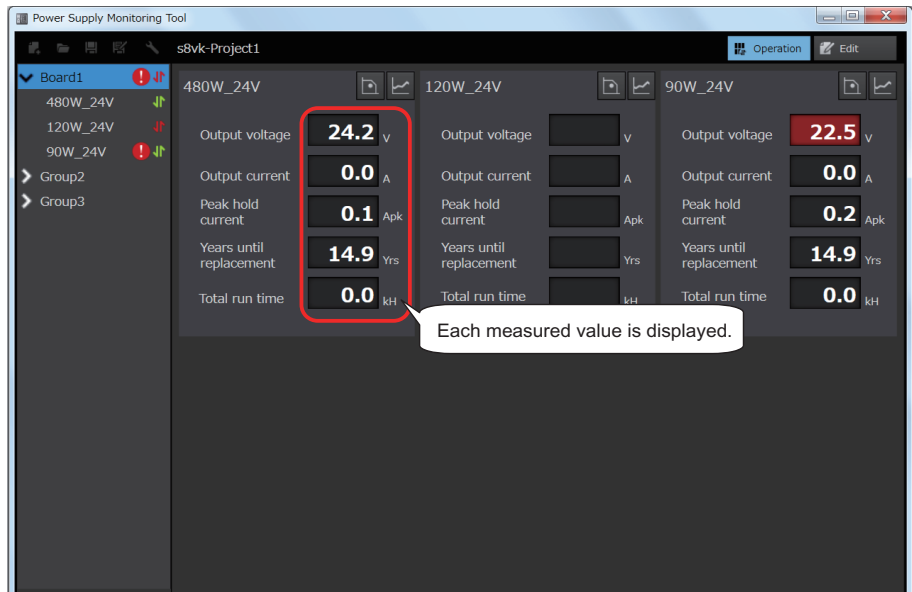 Power Supply Monitoring Tool
s8vk-Project1
Operation
Edit
Board1
480W_24V
120W_24V
90W_24V
Group2
Group3
480W_24V
Output voltage 24.2 V
Output current 0.0 A
Peak hold
current 0.1 Apk
Years until
replacement 14.9 Yrs
Total run time 0.0 kH
120W_24V
Output voltage V
Output current A
Peak hold
current Apk
Years until
replacement Yrs
Total run time kH
90W_24V
Output voltage 22.5 V
Output current 0.0 A
Peak hold
current 0.2 Apk
Years until
replacement 14.9 Yrs
Total run time 0.0 kH
Each measured value is displayed.